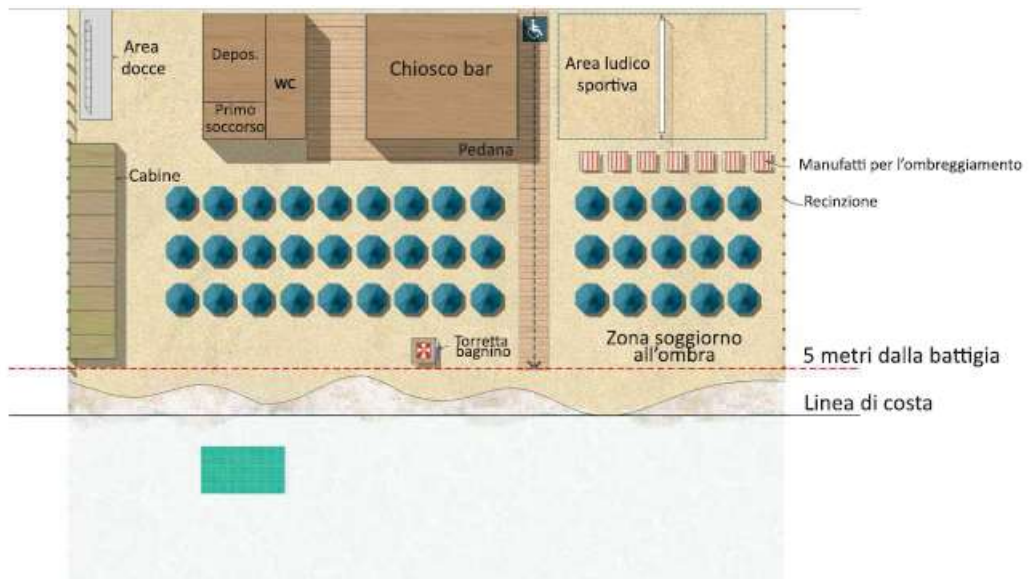 Area
docce
Depos.
WC
Primo
soccorso
Chiosco bar
Pedana
Area ludico
sportiva
Manufatti per l'ombreggiamento
Recinzione
Cabine
Torretta
bagnino
Zona soggiorno
all'ombra
5 metri dalla battigia
Linea di costa